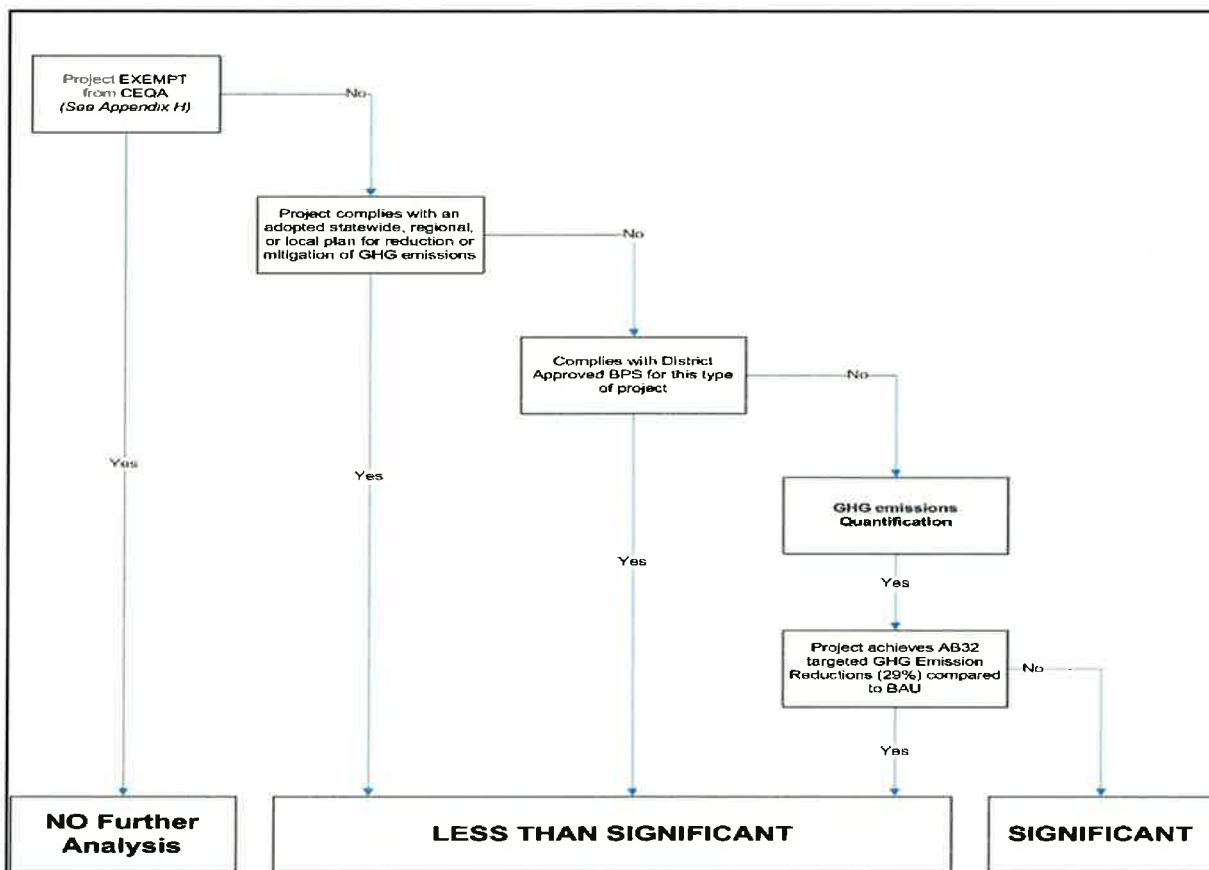 Project EXEMPT
from CEQA
(See Appendix H)
No
Project complies with an
adopted statewide, regional,
or local plan for reduction or
mitigation of GHG emissions
No
Complies with District
Approved BPS for this type
of project
No
Yes
Yes
GHG emissions
Quantification
Yes
Yes
Project achieves AB32
targeted GHG Emission
Reductions (29%) compared
to BAU
No
Yes
NO Further
Analysis
LESS THAN SIGNIFICANT
SIGNIFICANT